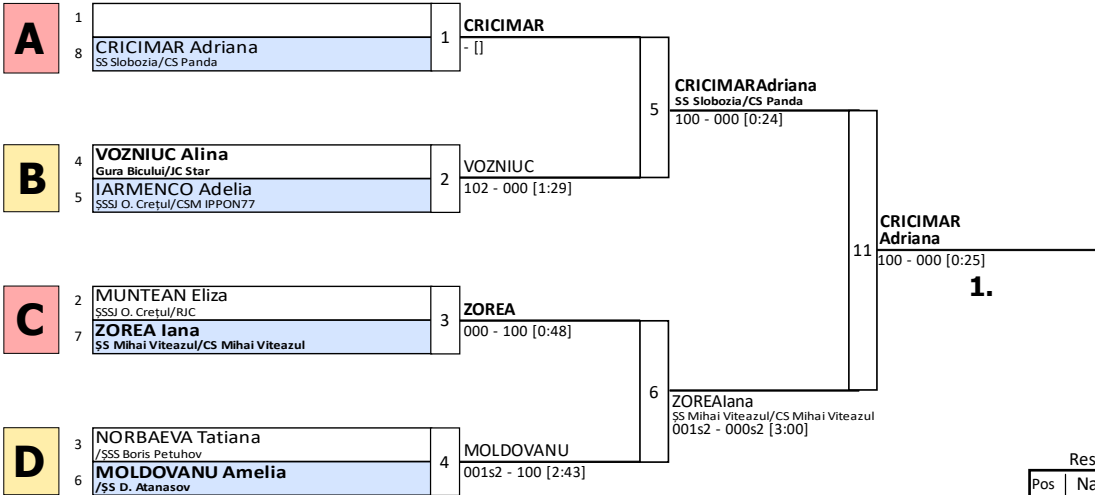 A
1
8
CRICIMAR Adriana
SS Slobozia/CS Panda
1
CRICIMAR
- []
B
4
VOZNIUC Alina
Gura Bicului/JC Star
5
IARMENCO Adelia
ȘSSJ O. Crețul/CSM IPPON77
2
VOZNIUC
102 - 000 [1:29]
5
CRICIMARAdriana
SS Slobozia/CS Panda
100 - 000 [0:24]
C
2
MUNTEAN Eliza
ȘSSJ O. Crețul/RJC
7
ZOREA Iana
ȘS Mihai Viteazul/CS Mihai Viteazul
3
ZOREA
000 - 100 [0:48]
D
3
NORBAEVA Tatiana
/ȘSS Boris Petuhov
6
MOLDOVANU Amelia
/ȘS D. Atanasov
4
MOLDOVANU
001s2 - 100 [2:43]
6
ZOREAIana
ȘS Mihai Viteazul/CS Mihai Viteazul
001s2 - 000s2 [3:00]
11
CRICIMAR
Adriana
100 - 000 [0:25]
1.
Res
Pos Na